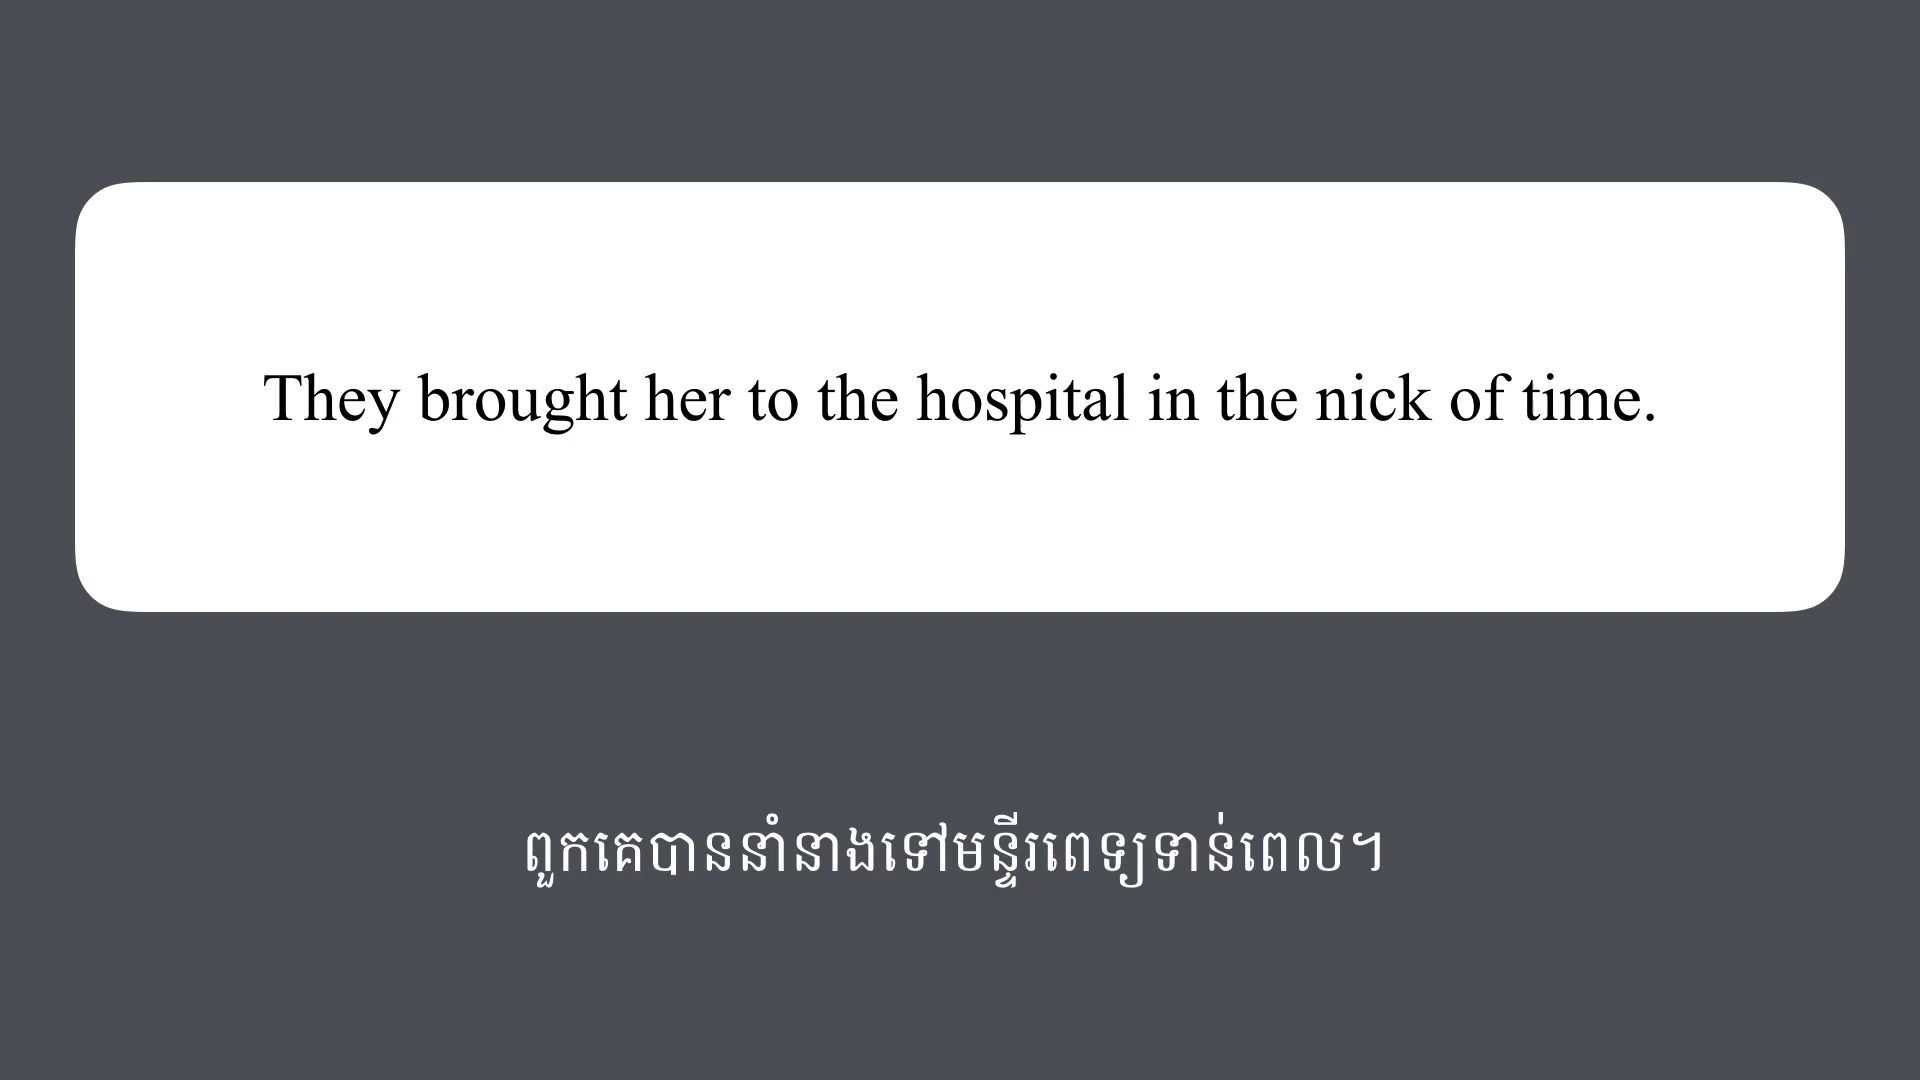 They brought her to the hospital in the nick of time.
ពួកគេបាននាំនាងទៅមន្ទីរពេទ្យទាន់ពេល។